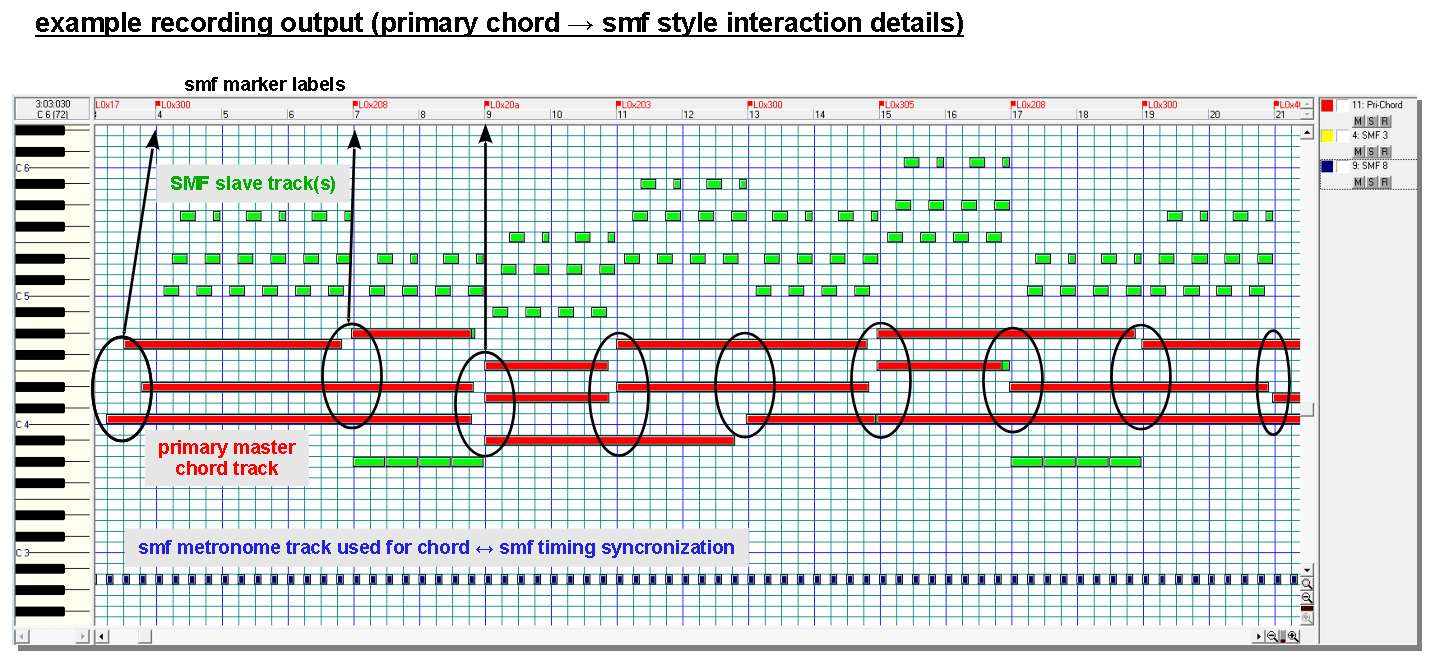 example recording output (primary chord → smf style interaction details)
smf marker labels
3:03:030
C 6 (72)
L0x17 L0x300 L0x208 L0x20a L0x203 L0x300 L0x305 L0x208 L0x300
4 5 6 7 8 9 10 11 12 13 14 15 16 17 18 19 20 21
11: Pri-Chord
M S R
4: SMF 3
M S R
9: SMF 8
M S R
C 6
SMF slave track(s)
C 5
C 4
primary master
chord track
smf metronome track used for chord ↔ smf timing syncronization
C 3